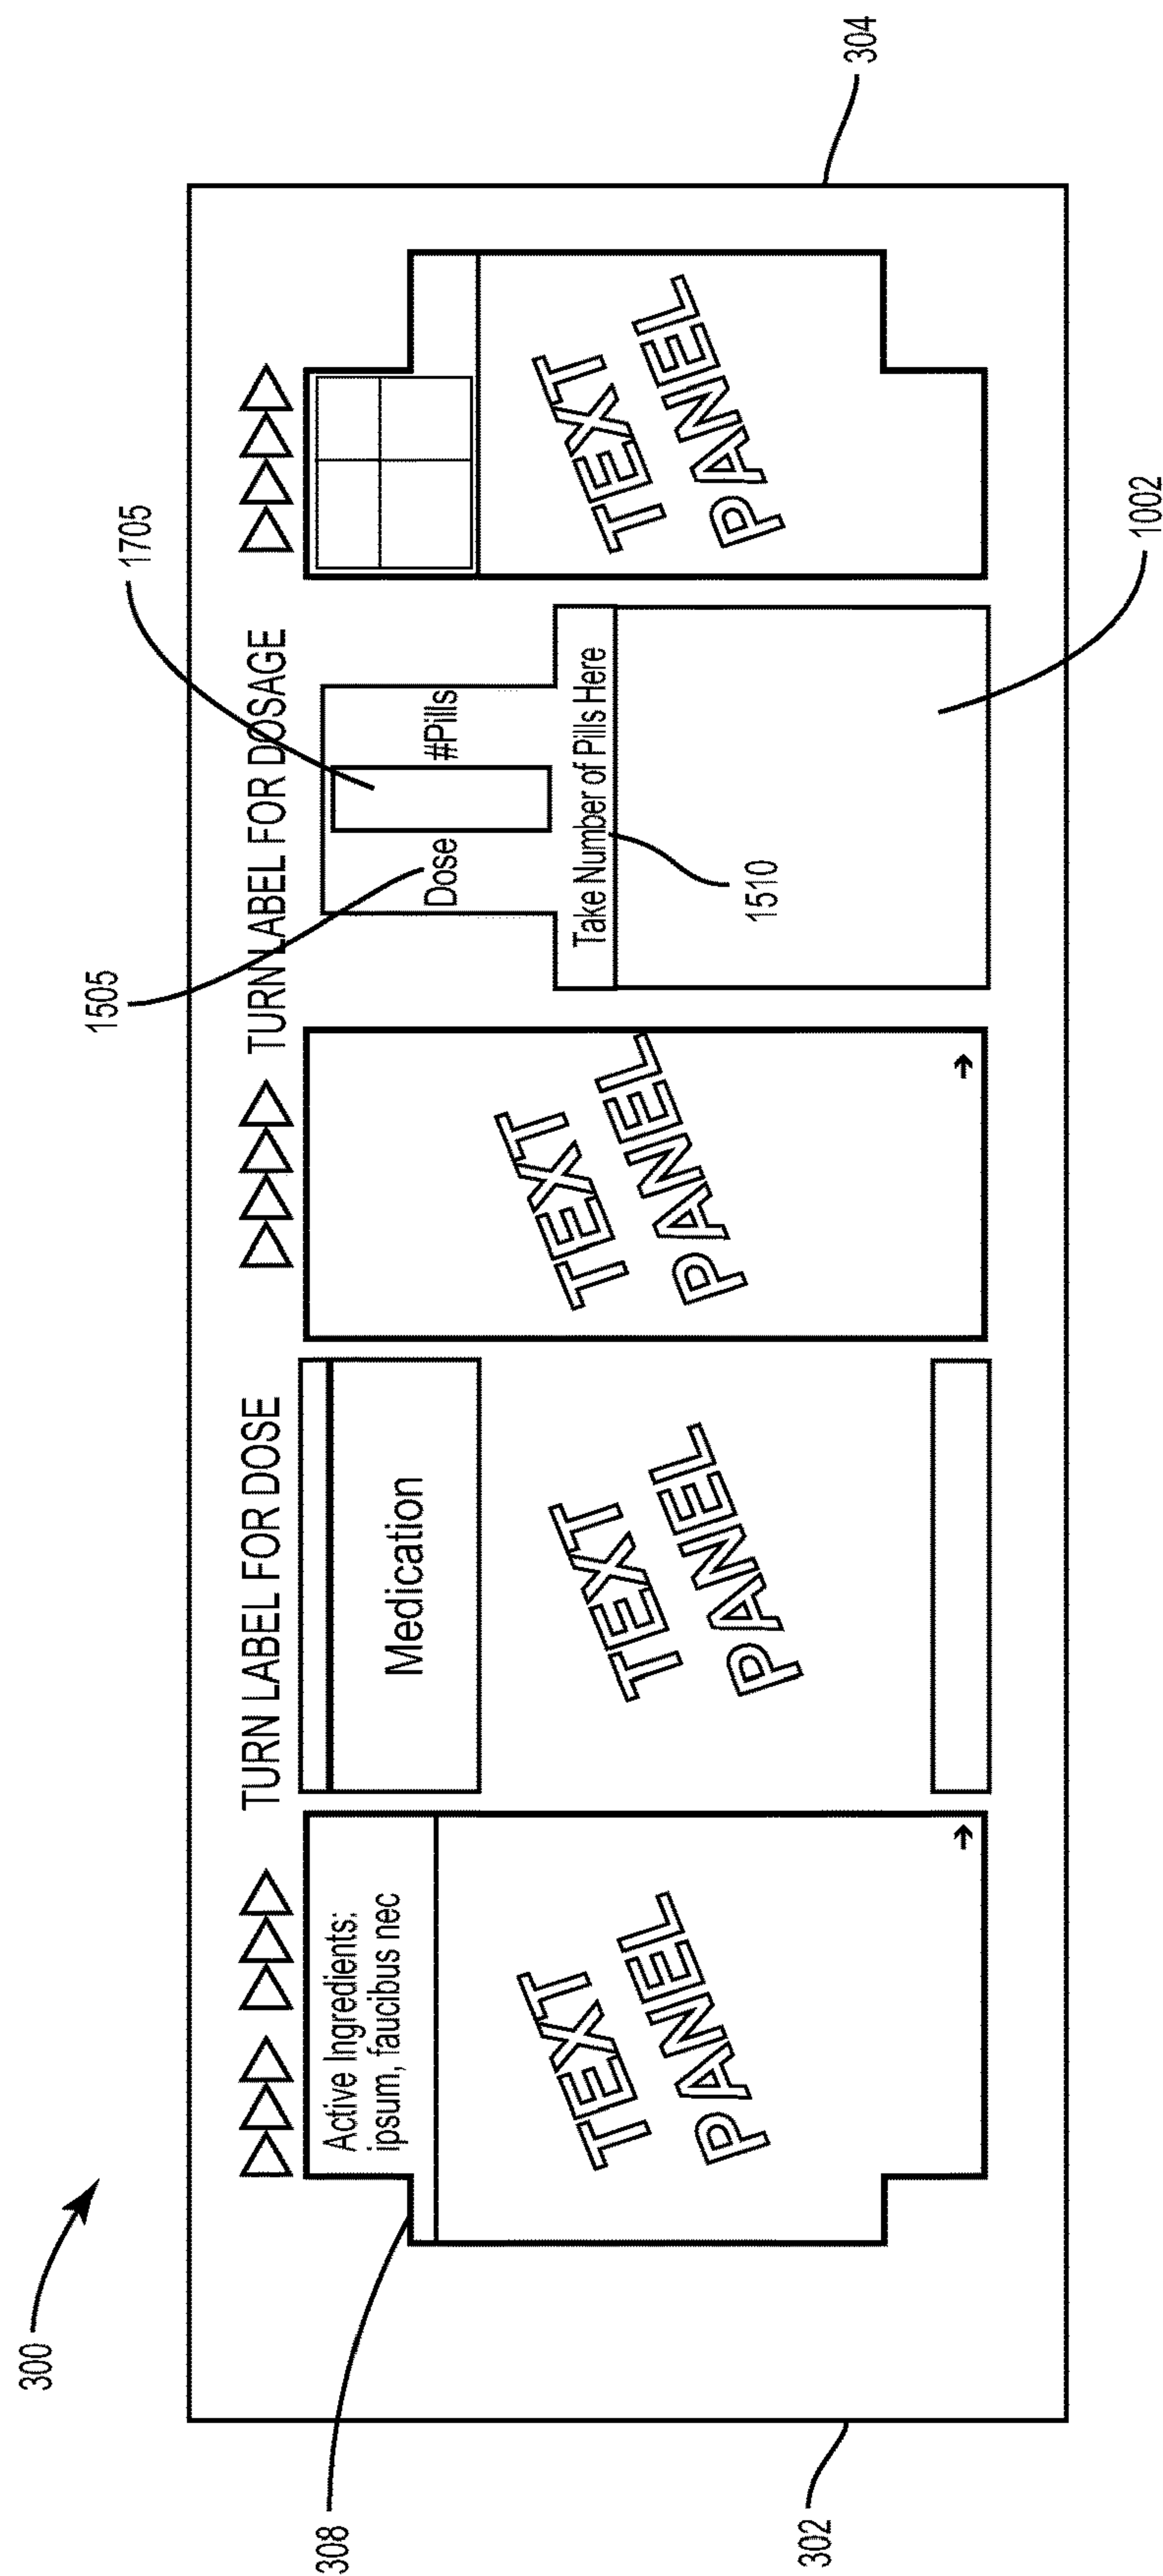 300
308
302
304
1505
1705
1510
1002
TURN LABEL FOR DOSE
TURN LABEL FOR DOSAGE
Active Ingredients:
ipsum, faucibus nec
TEXT
PANEL
Medication
TEXT
PANEL
TEXT
PANEL
Dose
#Pills
Take Number of Pills Here
TEXT
PANEL